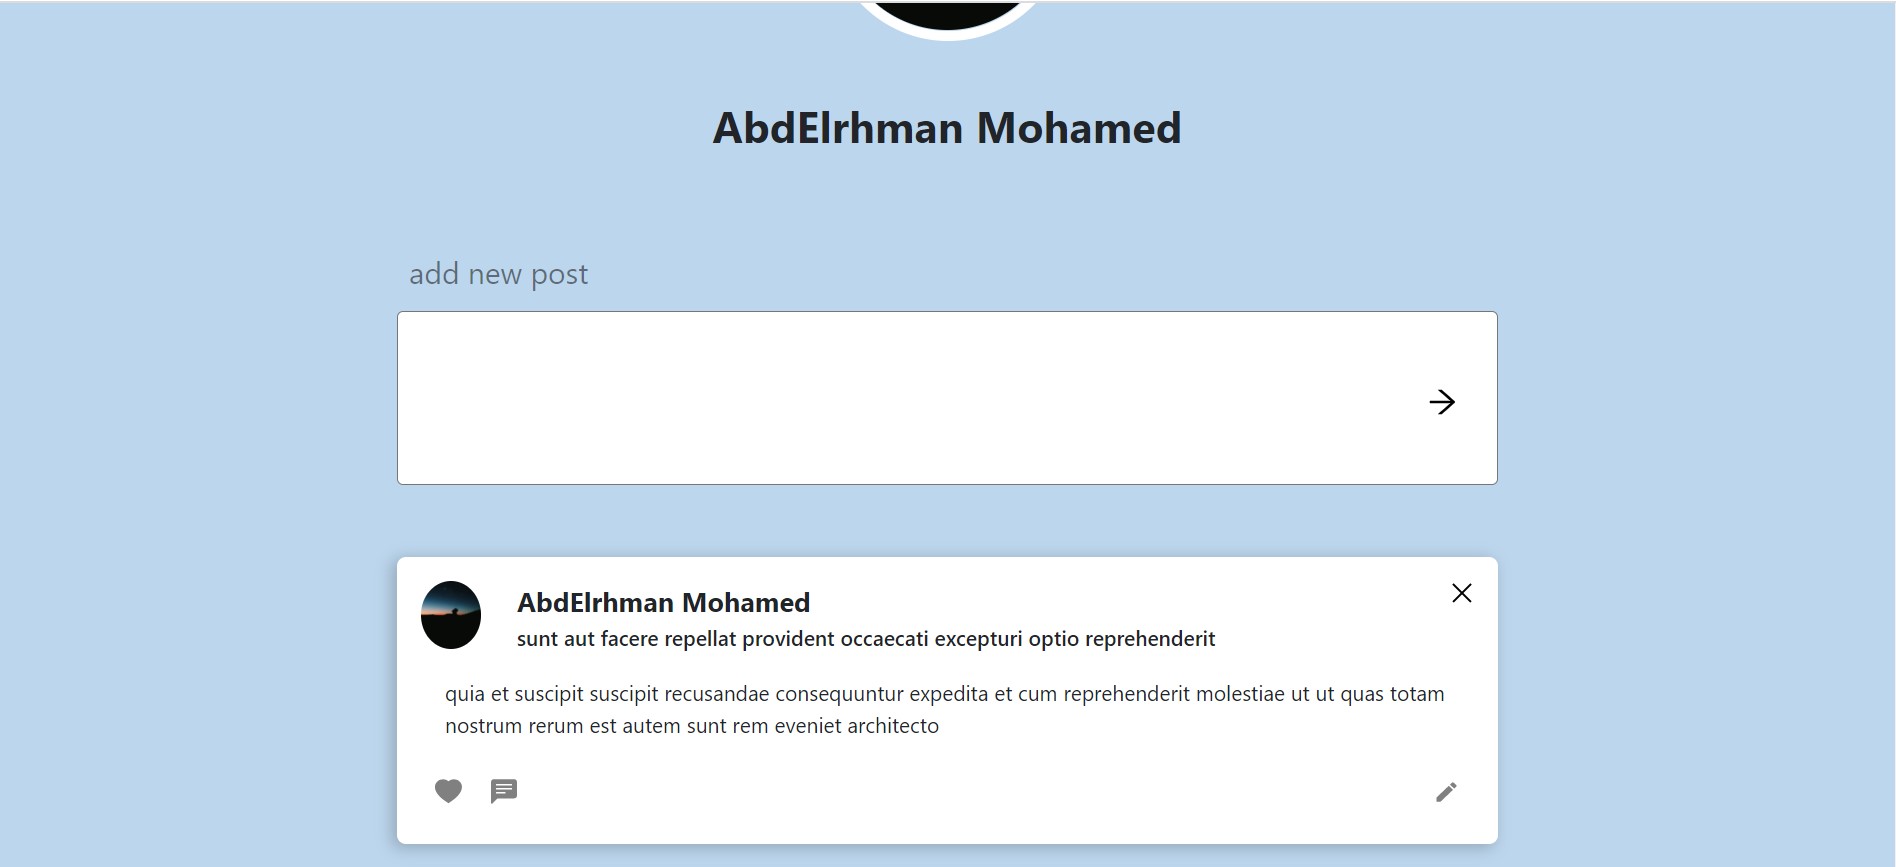 AbdElrhman Mohamed
add new post
AbdElrhman Mohamed
sunt aut facere repellat provident occaecati excepturi optio reprehenderit
quia et suscipit suscipit recusandae consequuntur expedita et cum reprehenderit molestiae ut ut quas totam
nostrum rerum est autem sunt rem eveniet architecto